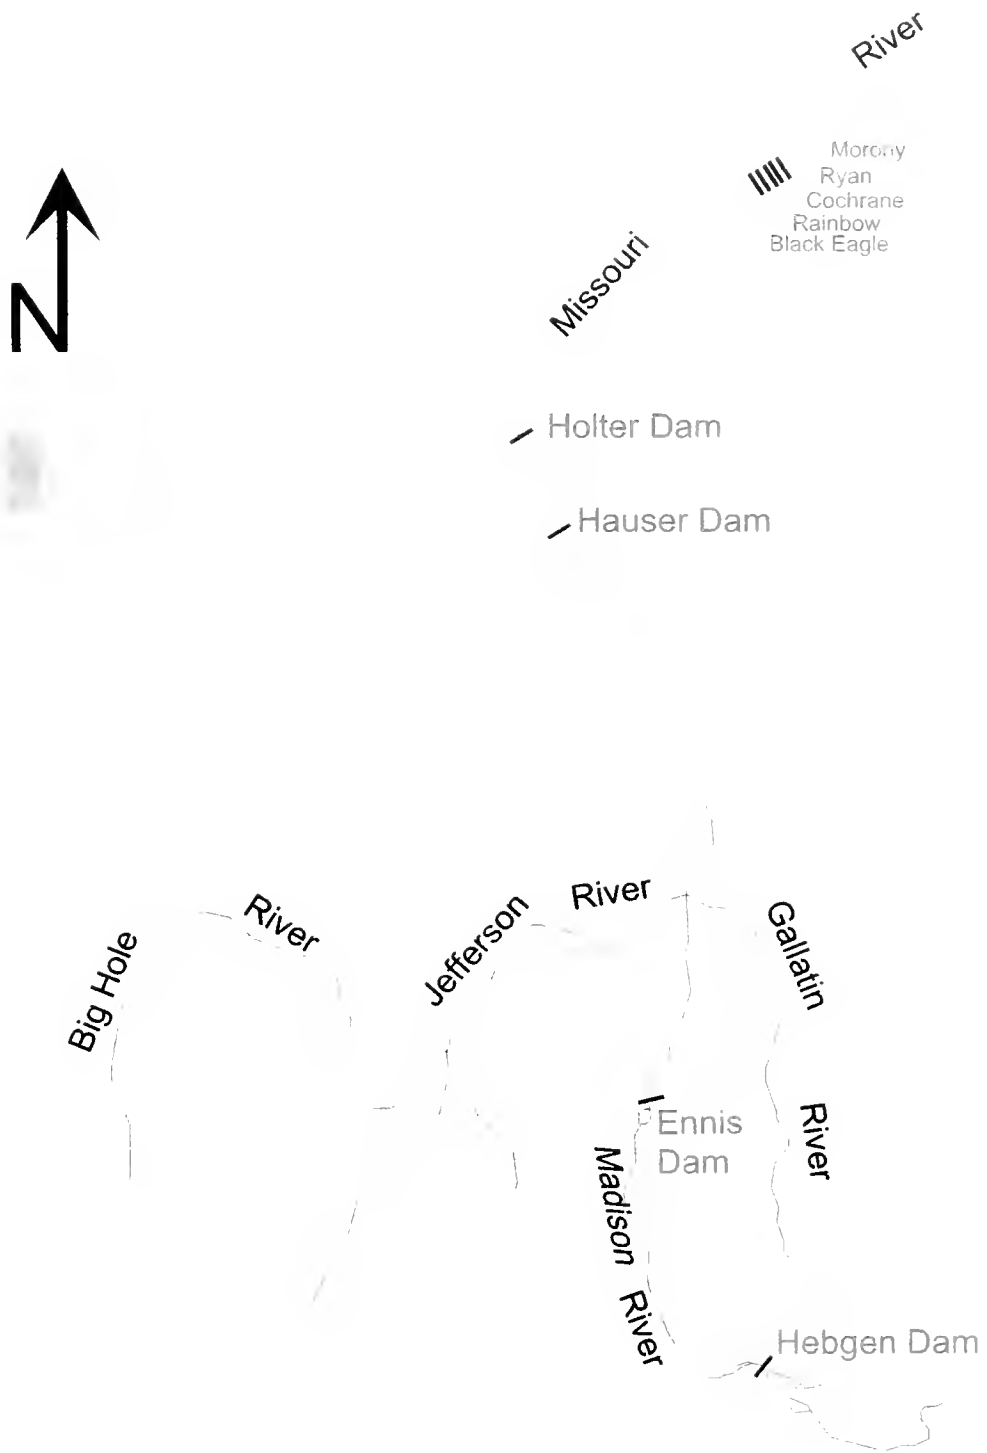 River
Morony
Ryan
Cochrane
Rainbow
Black Eagle
Missouri
N
Holter Dam
Hauser Dam
River
River
Jefferson
Gallatin
Big Hole
River
Ennis
Dam
Madison
River
Hebgen Dam